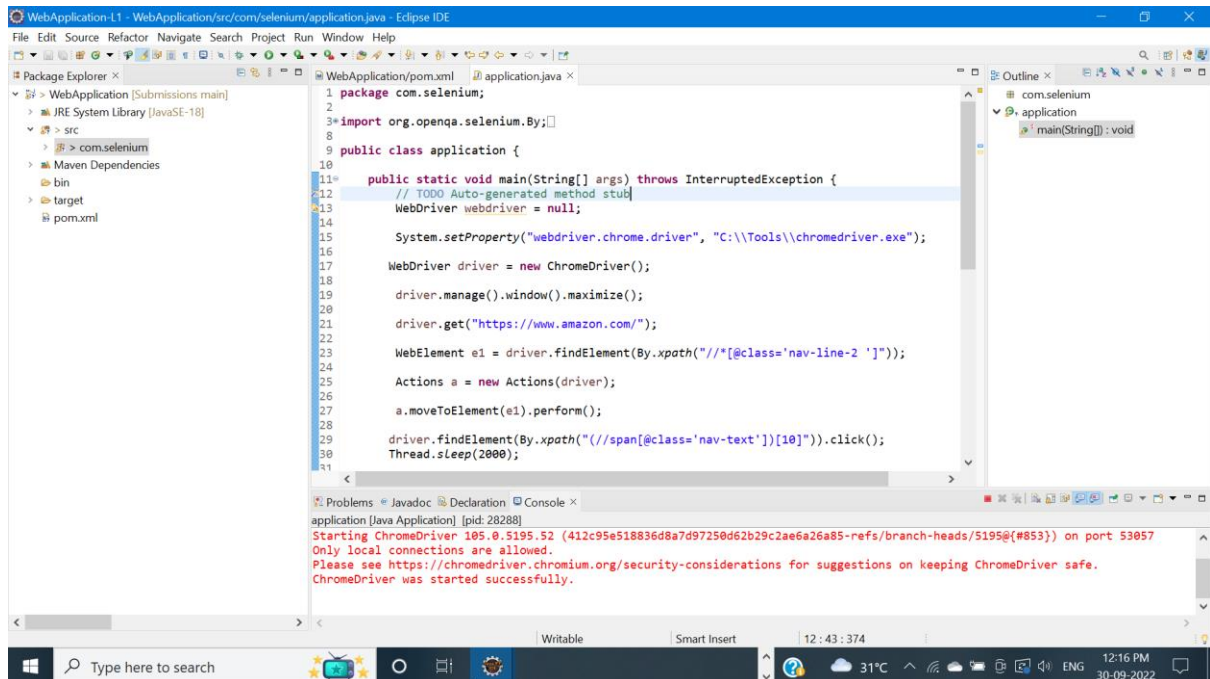 WebApplication-L1 - WebApplication/src/com/selenium/application.java - Eclipse IDE
File Edit Source Refactor Navigate Search Project Run Window Help
Package Explorer
> WebApplication [Submissions main]
JRE System Library [JavaSE-18]
> src
> com.selenium
Maven Dependencies
bin
target
pom.xml
WebApplication/pom.xml application.java
1 package com.selenium;
2
3 import org.openqa.selenium.By;
8
9 public class application {
10
11 public static void main(String[] args) throws InterruptedException {
12 // TODO Auto-generated method stub
13 WebDriver webdriver = null;
14
15 System.setProperty("webdriver.chrome.driver", "C:\\Tools\\chromedriver.exe");
16
17 WebDriver driver = new ChromeDriver();
18
19 driver.manage().window().maximize();
20
21 driver.get("https://www.amazon.com/");
22
23 WebElement e1 = driver.findElement(By.xpath("//*[@class='nav-line-2 ']"));
24
25 Actions a = new Actions(driver);
26
27 a.moveToElement(e1).perform();
28
29 driver.findElement(By.xpath("(//span[@class='nav-text'])[10]")).click();
30 Thread.sleep(2000);
31
Outline
com.selenium
application
main(String[]) : void
Problems Javadoc Declaration Console
application [Java Application] [pid: 28288]
Starting ChromeDriver 105.0.5195.52 (412c95e518836d8a7d97250d62b29c2ae6a26a85-refs/branch-heads/5195@{#853}) on port 53057
Only local connections are allowed.
Please see https://chromedriver.chromium.org/security-considerations for suggestions on keeping ChromeDriver safe.
ChromeDriver was started successfully.
Writable Smart Insert 12 : 43 : 374
Type here to search
31°C ENG 12:16 PM
30-09-2022